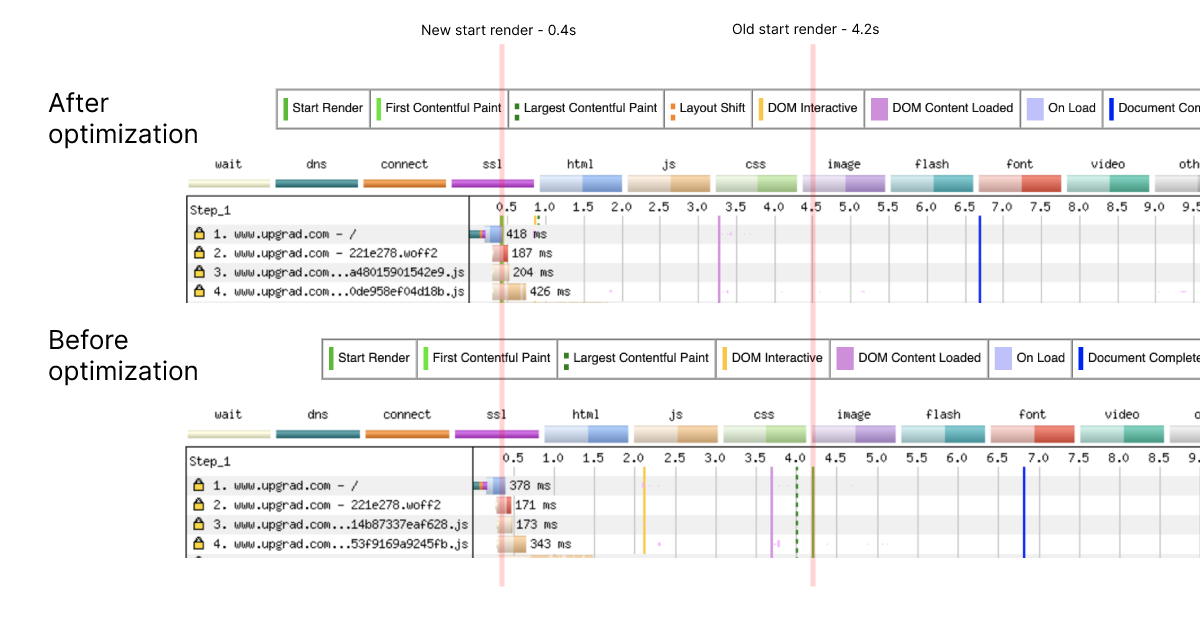 New start render - 0.4s
Old start render - 4.2s
After
optimization
Start Render First Contentful Paint Largest Contentful Paint Layout Shift DOM Interactive DOM Content Loaded On Load Document Con
wait dns connect ssl html js css image flash font video oth
Step_1 0.5 1.0 1.5 2.0 2.5 3.0 3.5 4.0 4.5 5.0 5.5 6.0 6.5 7.0 7.5 8.0 8.5 9.0 9.5
1. www.upgrad.com - / 418 ms
2. www.upgrad.com - 221e278.woff2 187 ms
3. www.upgrad.com...a48015901542e9.js 204 ms
4. www.upgrad.com...0de958ef04d18b.js 426 ms
Before
optimization
Start Render First Contentful Paint Largest Contentful Paint DOM Interactive DOM Content Loaded On Load Document Complete
wait dns connect ssl html js css image flash font video o
Step_1 0.5 1.0 1.5 2.0 2.5 3.0 3.5 4.0 4.5 5.0 5.5 6.0 6.5 7.0 7.5 8.0 8.5 9.
1. www.upgrad.com - / 378 ms
2. www.upgrad.com - 221e278.woff2 171 ms
3. www.upgrad.com...14b87337eaf628.js 173 ms
4. www.upgrad.com...53f9169a9245fb.js 343 ms